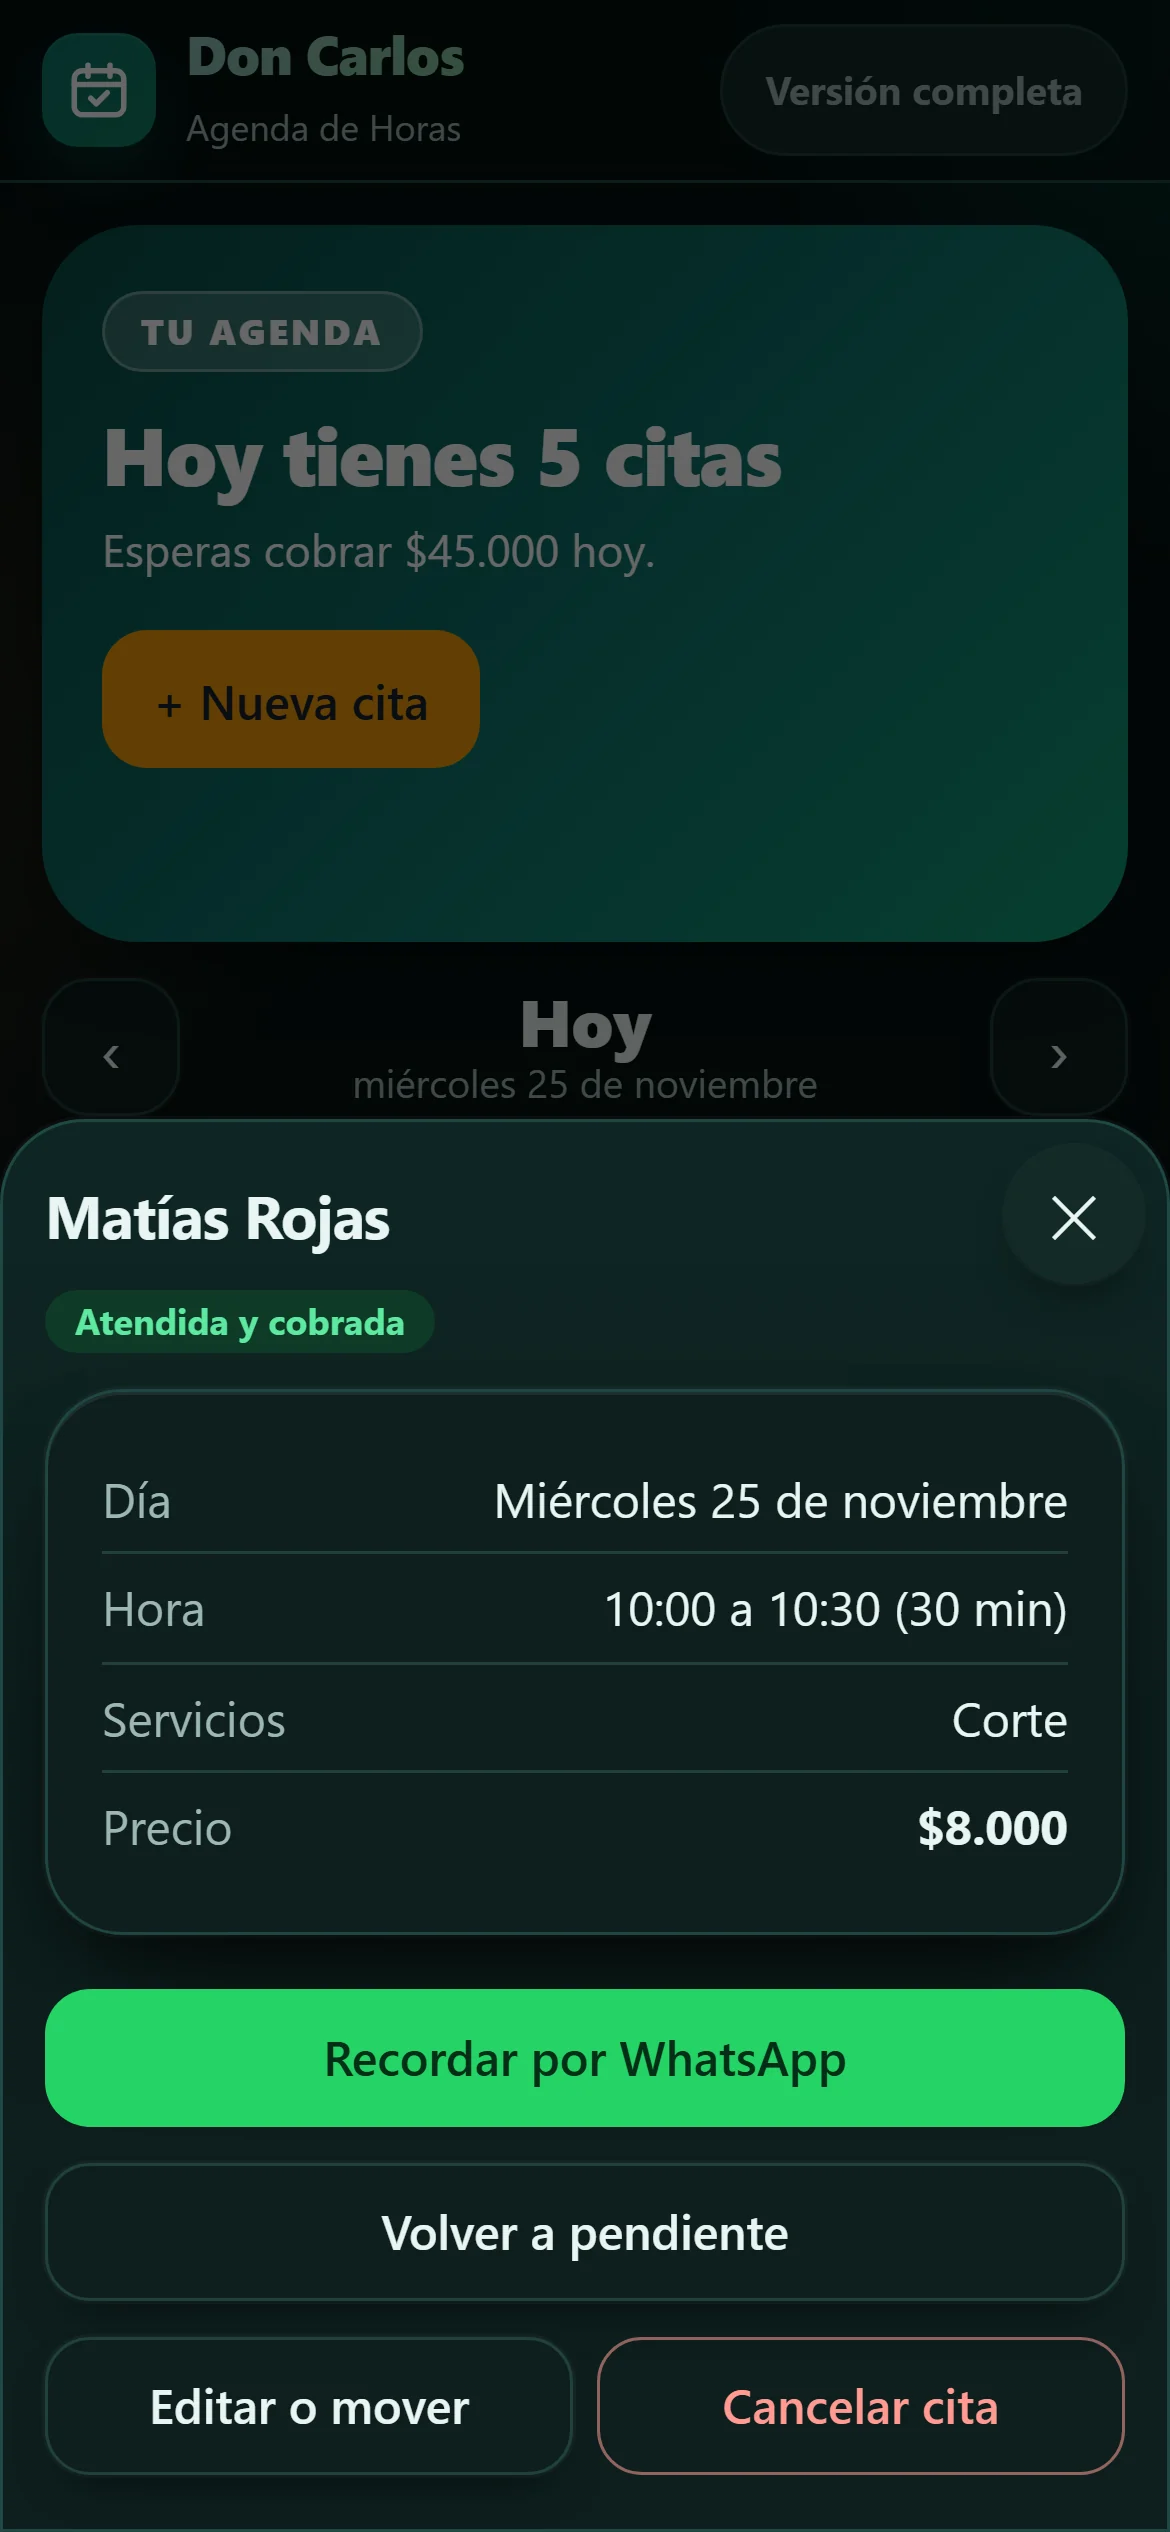 Don Carlos
Agenda de Horas
Versión completa
TU AGENDA
Hoy tienes 5 citas
Esperas cobrar $45.000 hoy.
+ Nueva cita
‹
Hoy
›
miércoles 25 de noviembre
Matías Rojas
Atendida y cobrada
Día Miércoles 25 de noviembre
Hora 10:00 a 10:30 (30 min)
Servicios Corte
Precio $8.000
Recordar por WhatsApp
Volver a pendiente
Editar o mover
Cancelar cita